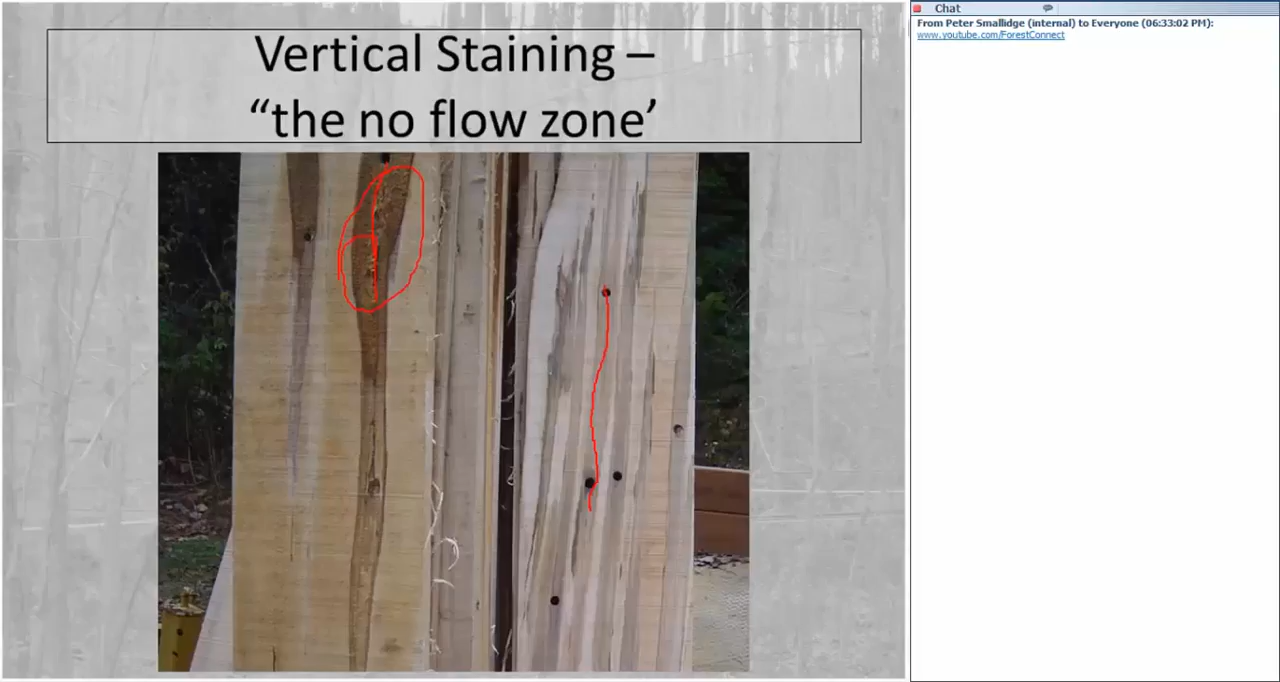 Vertical Staining –
“the no flow zone’
Chat
From Peter Smallidge (internal) to Everyone (06:33:02 PM):
www.youtube.com/ForestConnect